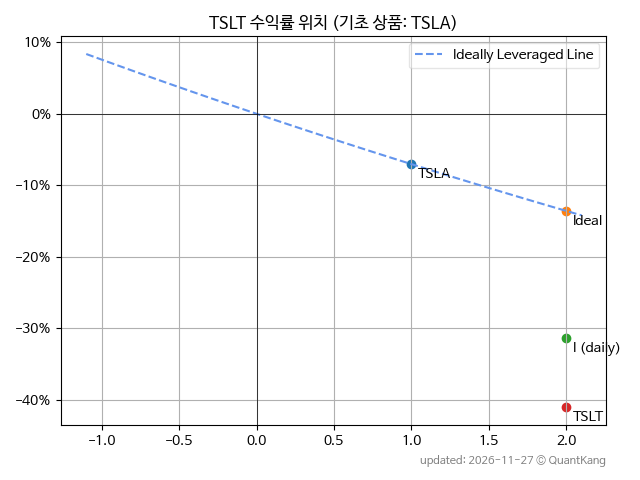 TSLT 수익률 위치 (기초 상품: TSLA)
Ideally Leveraged Line
10%
0%
−10%
−20%
−30%
−40%
TSLA
Ideal
I (daily)
TSLT
−1.0
−0.5
0.0
0.5
1.0
1.5
2.0
updated: 2026-11-27 © QuantKang